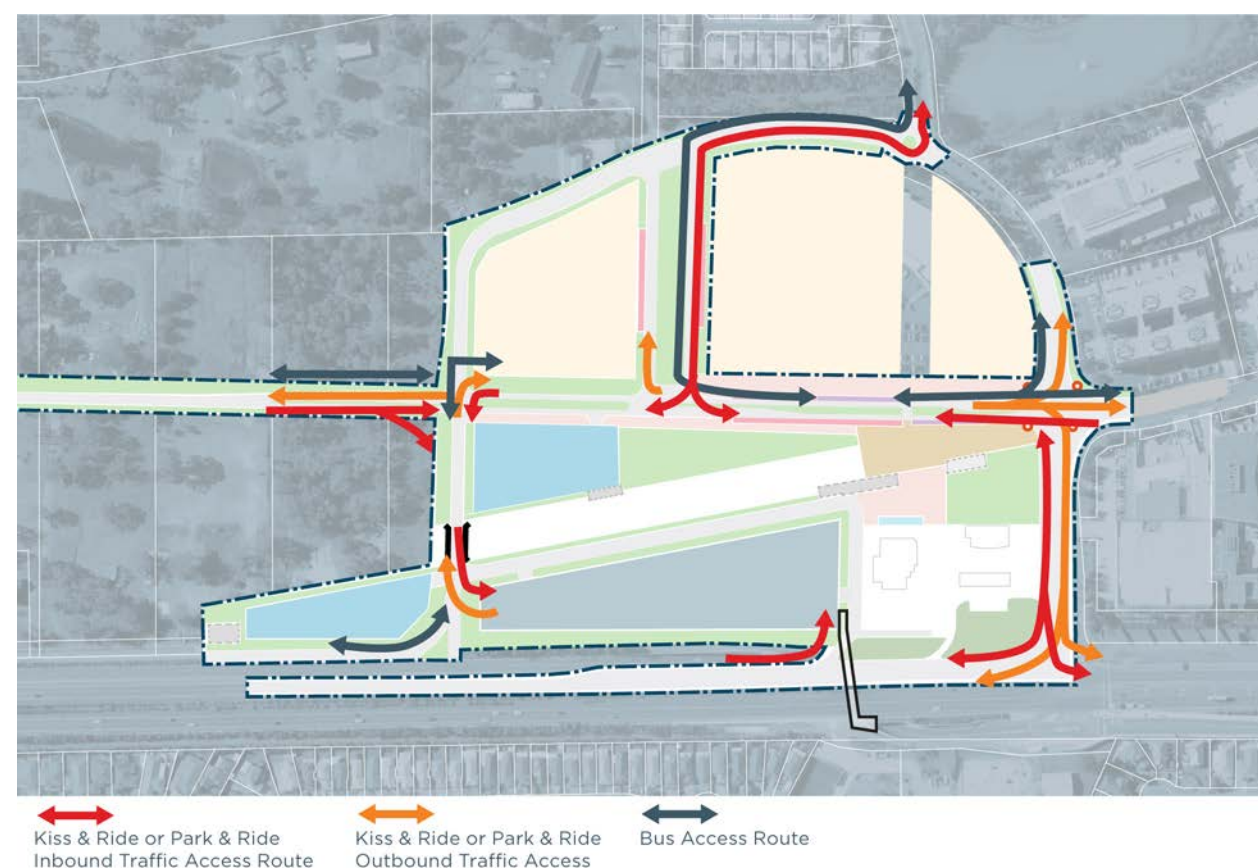 Kiss & Ride or Park & Ride
Inbound Traffic Access Route
Kiss & Ride or Park & Ride
Outbound Traffic Access
Bus Access Route